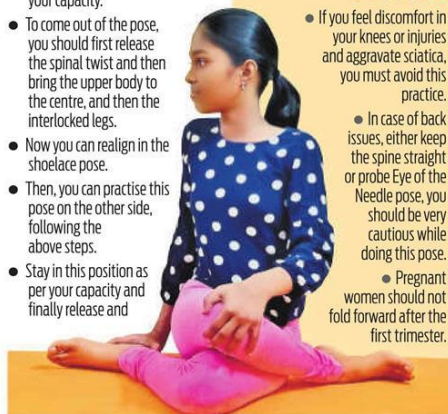 your capacity.
● To come out of the pose,
you should first release
the spinal twist and then
bring the upper body to
the centre, and then the
interlocked legs.
● Now you can realign in the
shoelace pose.
● Then, you can practise this
pose on the other side,
following the
above steps.
● Stay in this position as
per your capacity and
finally release and
● If you feel discomfort in
your knees or injuries
and aggravate sciatica,
you must avoid this
practice.
● In case of back
issues, either keep
the spine straight
or probe Eye of the
Needle pose, you
should be very
cautious while
doing this pose.
● Pregnant
women should not
fold forward after the
first trimester.